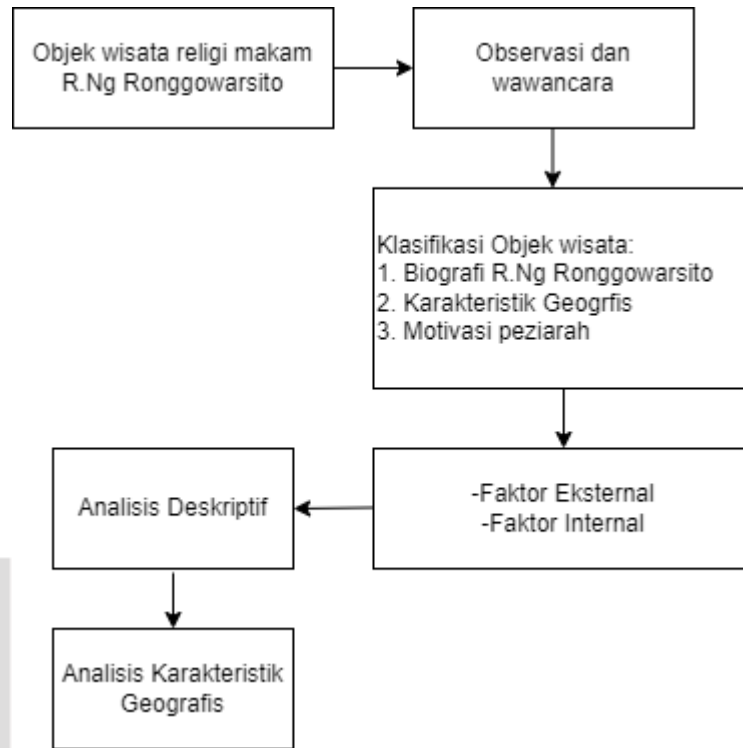 Objek wisata religi makam
R.Ng Ronggowarsito
Observasi dan
wawancara
Klasifikasi Objek wisata:
1. Biografi R.Ng Ronggowarsito
2. Karakteristik Geogrfis
3. Motivasi peziarah
-Faktor Eksternal
-Faktor Internal
Analisis Deskriptif
Analisis Karakteristik
Geografis